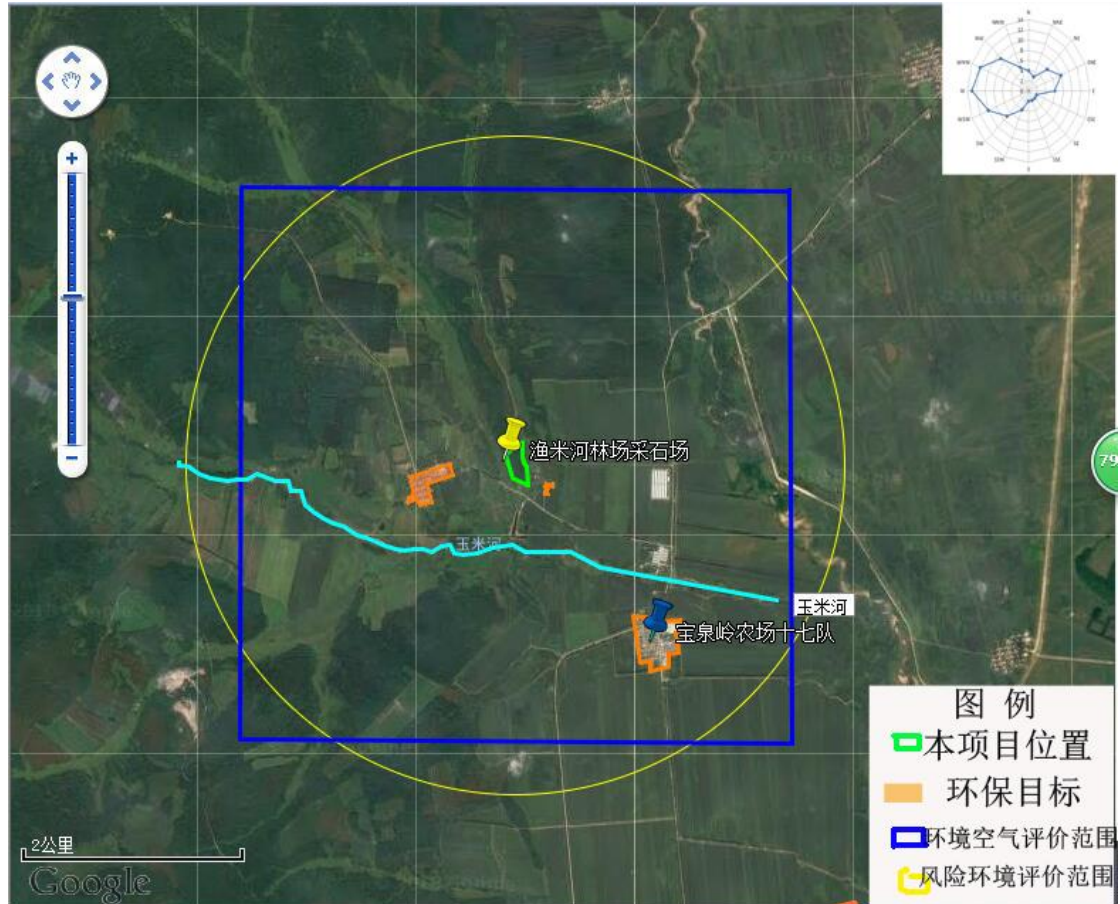 渔米河林场采石场
玉米河
玉米河
宝泉岭农场十七队
79
图 例
本项目位置
环保目标
环境空气评价范围
风险环境评价范围
2公里
Google